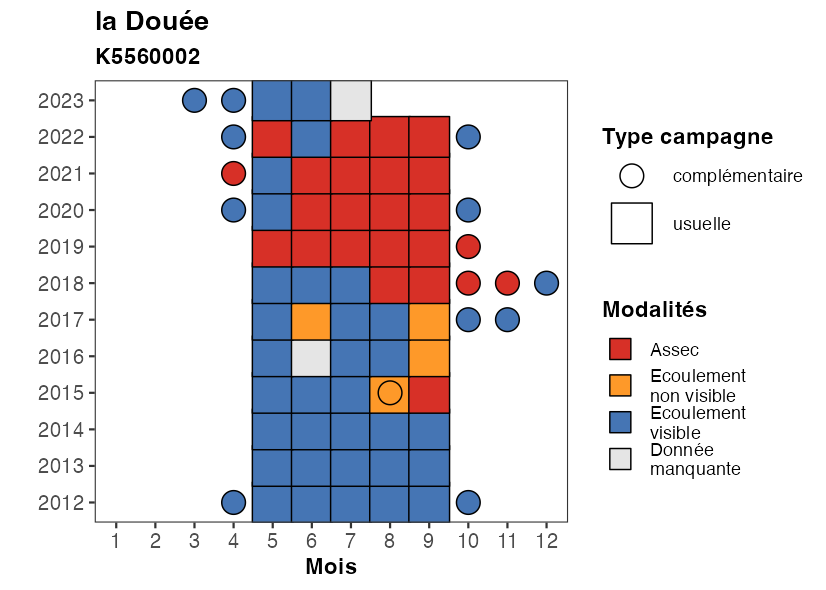 la Douée
K5560002
2023
2022
2021
2020
2019
2018
2017
2016
2015
2014
2013
2012
1 2 3 4 5 6 7 8 9 10 11 12
Mois
Type campagne
complémentaire
usuelle
Modalités
Assec
Ecoulement
non visible
Ecoulement
visible
Donnée
manquante